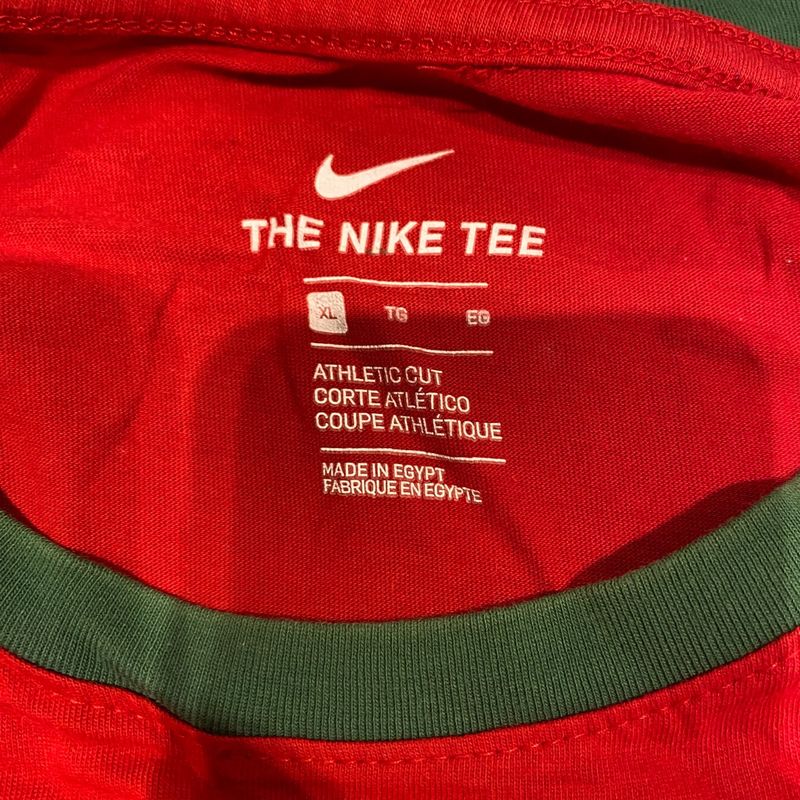 THE NIKE TEE
XL TG EG
ATHLETIC CUT
CORTE ATLÉTICO
COUPE ATHLÉTIQUE
MADE IN EGYPT
FABRIQUE EN EGYPTE